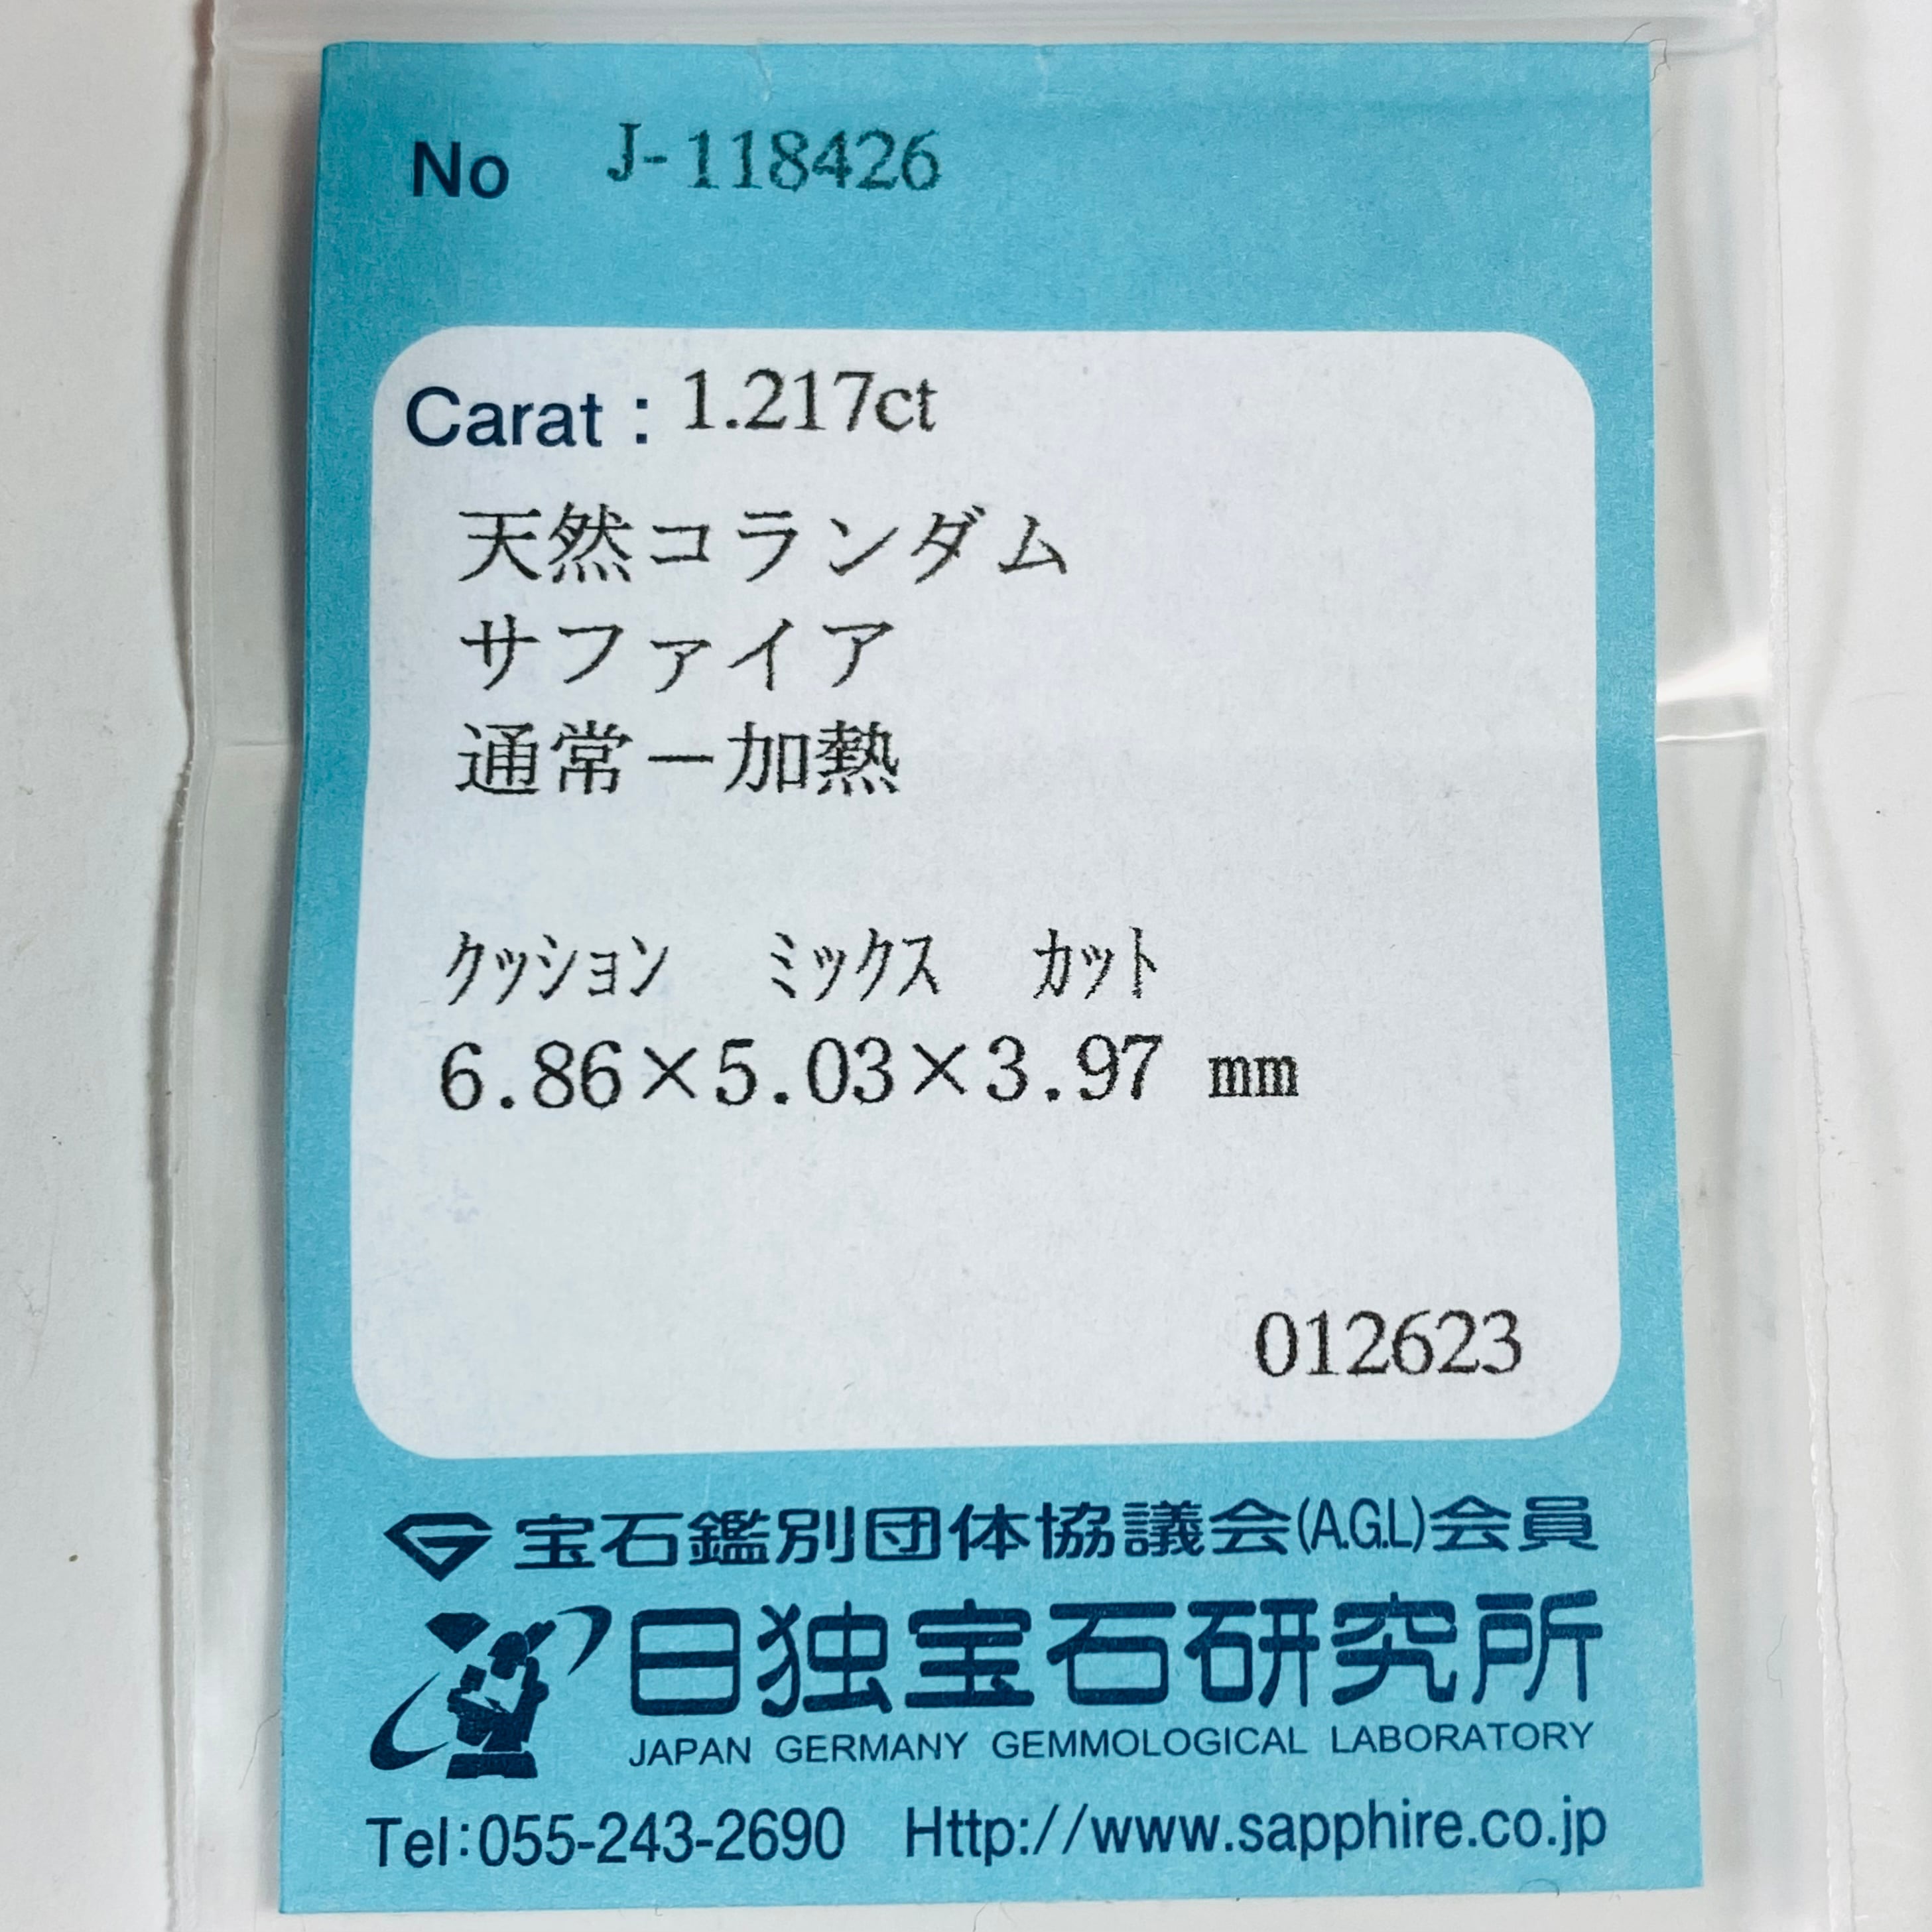 No J-118426
Carat : 1.217ct
天然コランダム
サファイア
通常－加熱
ｸｯｼｮﾝ ﾐｯｸｽ ｶｯﾄ
6.86×5.03×3.97 mm
012623
宝石鑑別団体協議会(A.G.L)会員
日独宝石研究所
JAPAN GERMANY GEMMOLOGICAL LABORATORY
Tel:055-243-2690 Http://www.sapphire.co.jp